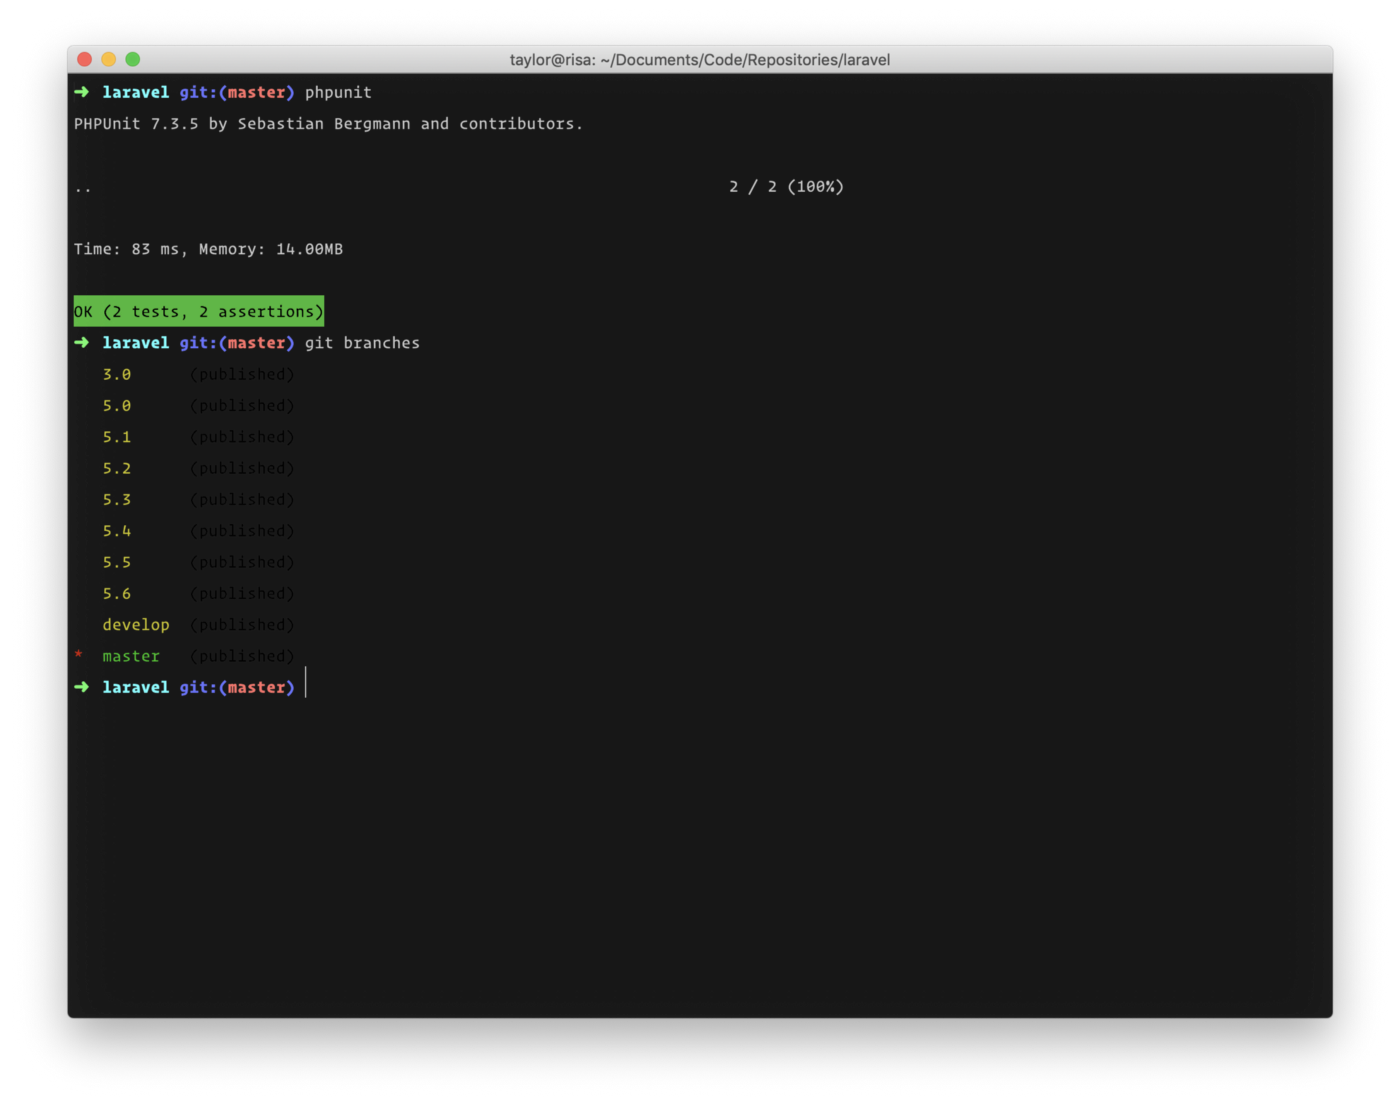 taylor@risa: ~/Documents/Code/Repositories/laravel
➜ laravel git:(master) phpunit
PHPUnit 7.3.5 by Sebastian Bergmann and contributors.
.. 2 / 2 (100%)
Time: 83 ms, Memory: 14.00MB
OK (2 tests, 2 assertions)
➜ laravel git:(master) git branches
3.0 (published)
5.0 (published)
5.1 (published)
5.2 (published)
5.3 (published)
5.4 (published)
5.5 (published)
5.6 (published)
develop (published)
* master (published)
➜ laravel git:(master)